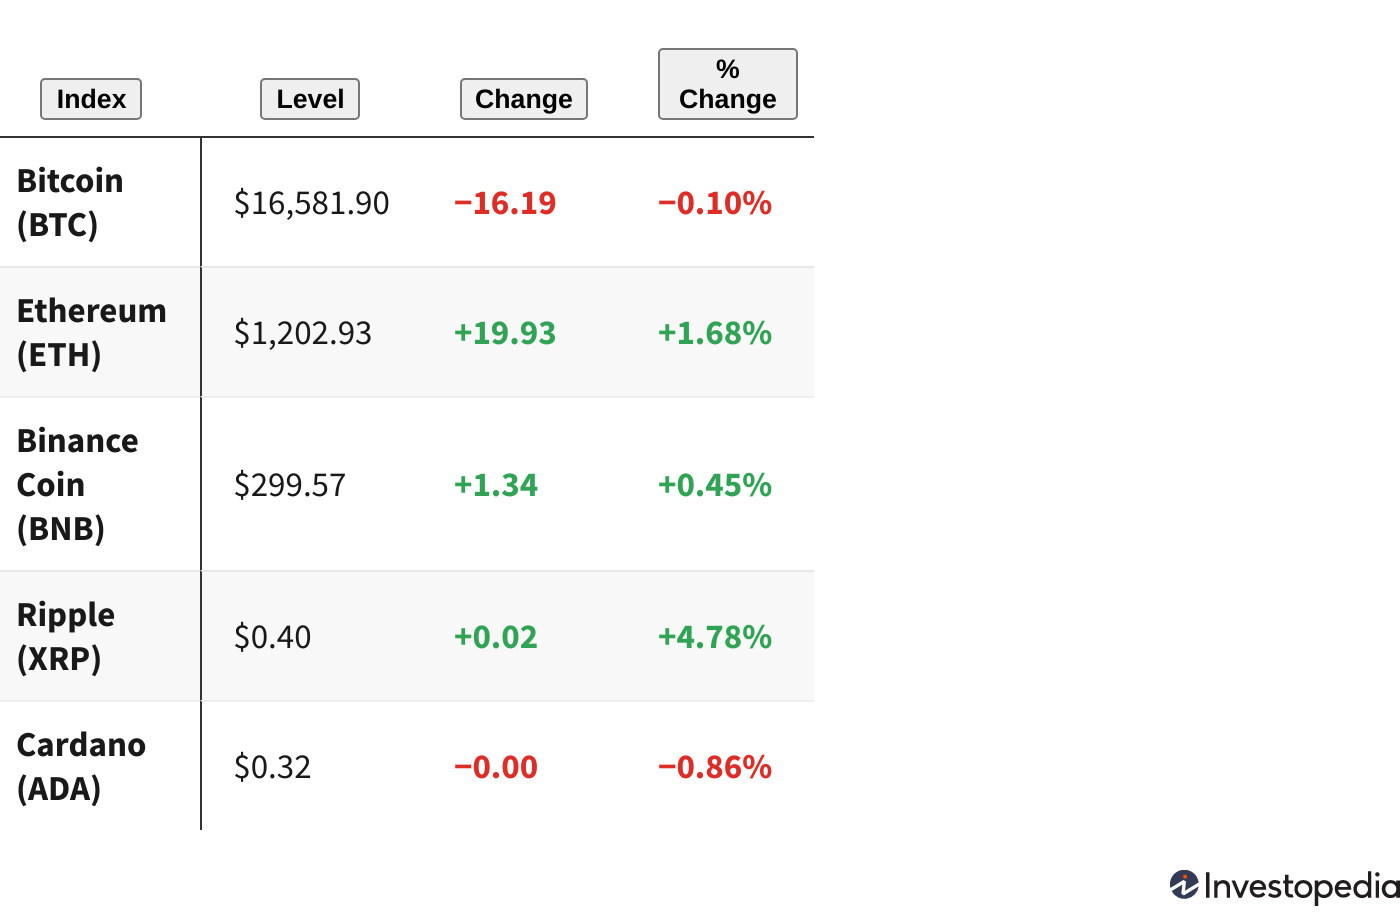 Index Level Change % Change
Bitcoin (BTC) $16,581.90 −16.19 −0.10%
Ethereum (ETH) $1,202.93 +19.93 +1.68%
Binance Coin (BNB) $299.57 +1.34 +0.45%
Ripple (XRP) $0.40 +0.02 +4.78%
Cardano (ADA) $0.32 −0.00 −0.86%
Investopedia